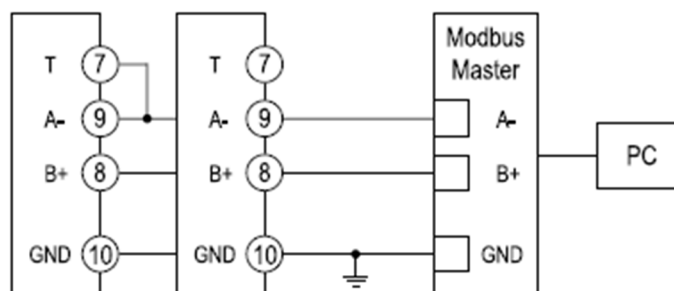 T 7
A- 9
B+ 8
GND 10
T 7
A- 9
B+ 8
GND 10
Modbus
Master
A-
B+
GND
PC